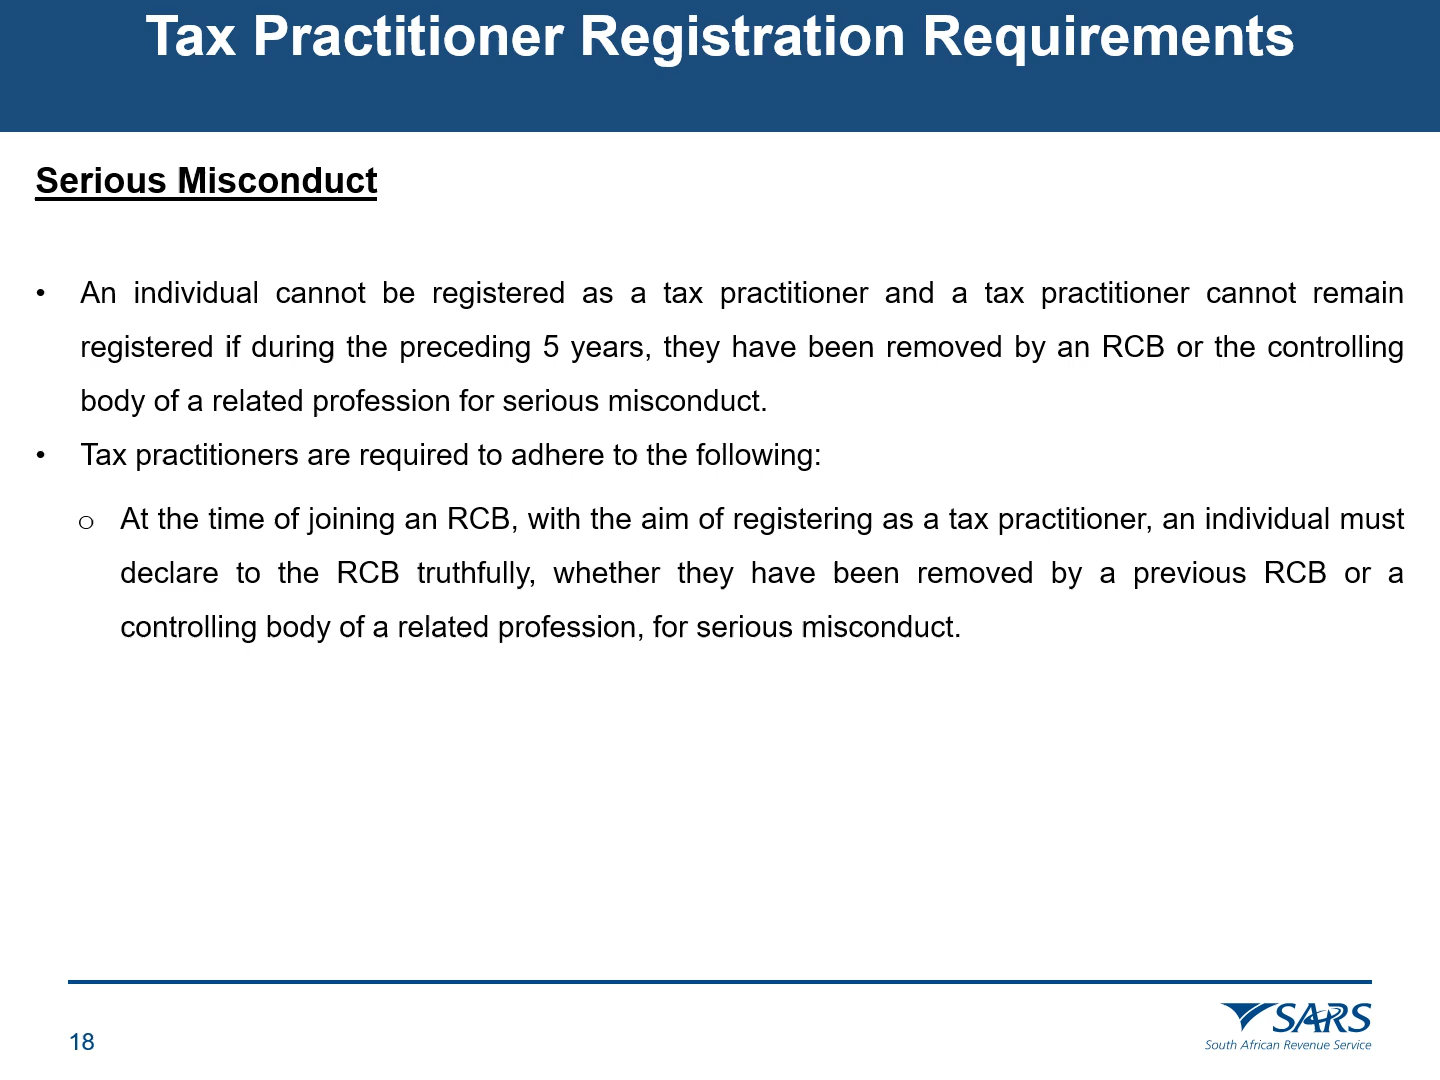 Tax Practitioner Registration Requirements
Serious Misconduct
• An individual cannot be registered as a tax practitioner and a tax practitioner cannot remain
registered if during the preceding 5 years, they have been removed by an RCB or the controlling
body of a related profession for serious misconduct.
• Tax practitioners are required to adhere to the following:
o At the time of joining an RCB, with the aim of registering as a tax practitioner, an individual must
declare to the RCB truthfully, whether they have been removed by a previous RCB or a
controlling body of a related profession, for serious misconduct.
18
SARS
South African Revenue Service